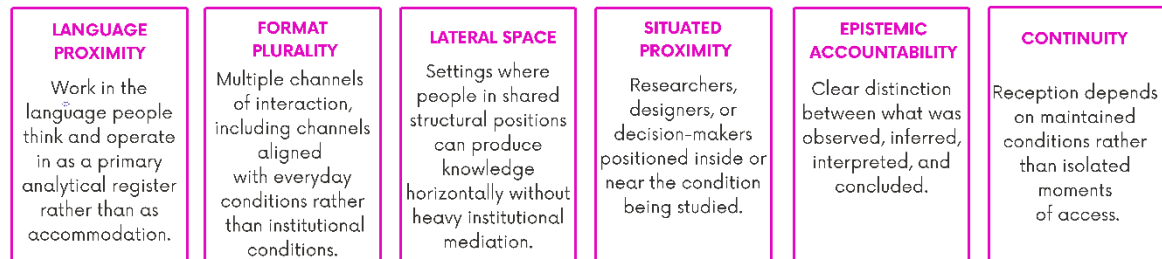 LANGUAGE
PROXIMITY
Work in the
language people
think and operate
in as a primary
analytical register
rather than as
accommodation.
FORMAT
PLURALITY
Multiple channels
of interaction,
including channels
aligned
with everyday
conditions rather
than institutional
conditions.
LATERAL SPACE
Settings where
people in shared
structural positions
can produce
knowledge
horizontally without
heavy institutional
mediation.
SITUATED
PROXIMITY
Researchers,
designers, or
decision-makers
positioned inside or
near the condition
being studied.
EPISTEMIC
ACCOUNTABILITY
Clear distinction
between what was
observed, inferred,
interpreted, and
concluded.
CONTINUITY
Reception depends
on maintained
conditions rather
than isolated
moments
of access.